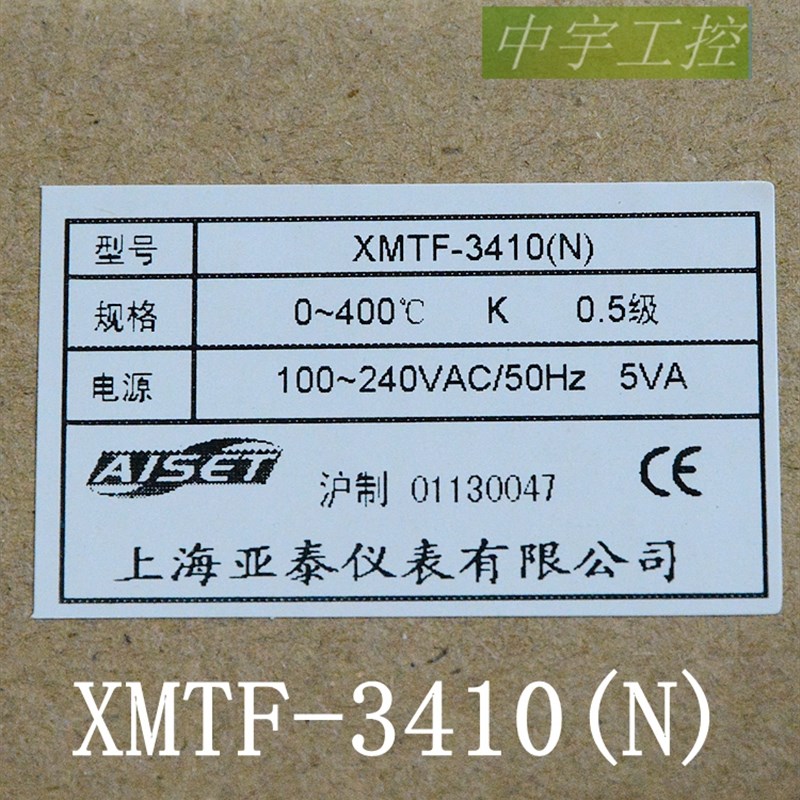 中宇工控
型号 XMTF-3410(N)
规格 0~400℃ K 0.5级
电源 100~240VAC/50Hz 5VA
AISET 沪制 01130047 CE
上海亚泰仪表有限公司
XMTF-3410(N)